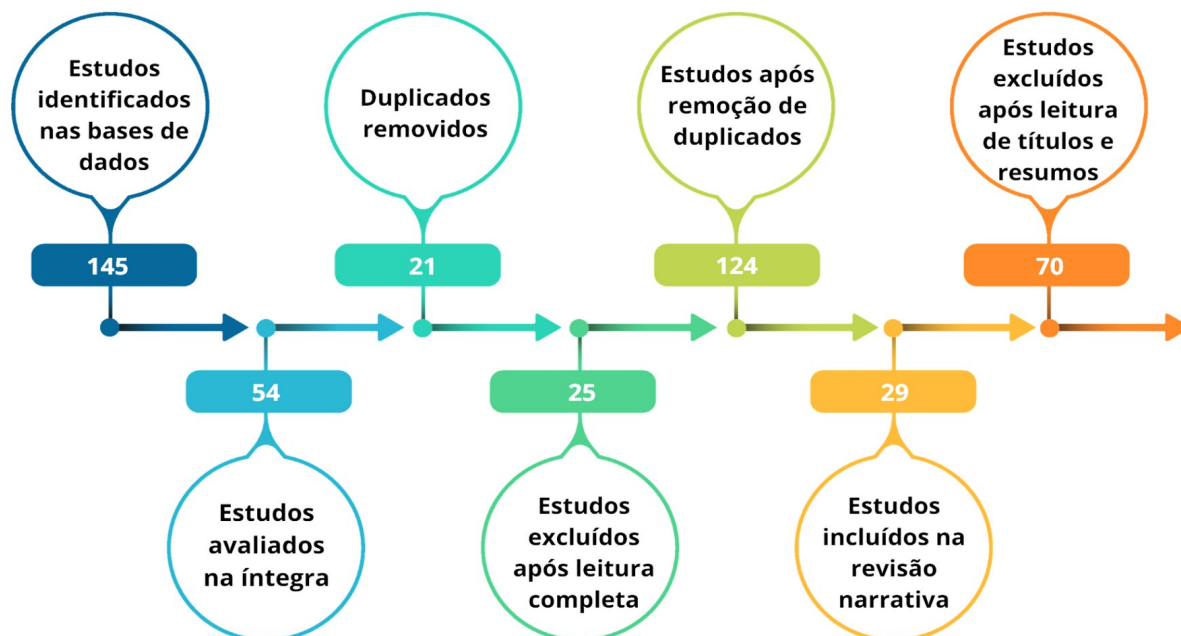 Estudos
identificados
nas bases de
dados
145
Duplicados
removidos
21
Estudos após
remoção de
duplicados
124
Estudos
excluídos
após leitura
de títulos e
resumos
70
54
Estudos
avaliados
na íntegra
25
Estudos
excluídos
após leitura
completa
29
Estudos
incluídos na
revisão
narrativa